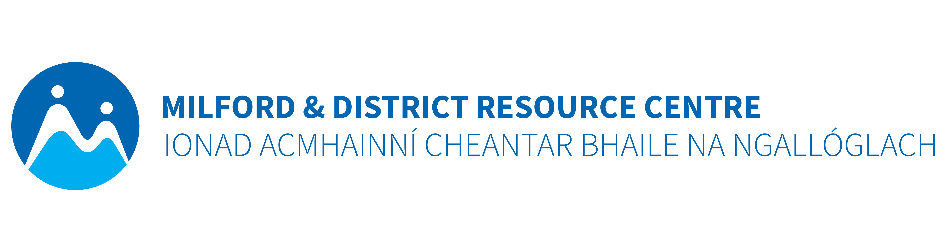 MILFORD & DISTRICT RESOURCE CENTRE
IONAD ACMHAINNÍ CHEANTAR BHAILE NA NGALLÓGLACH